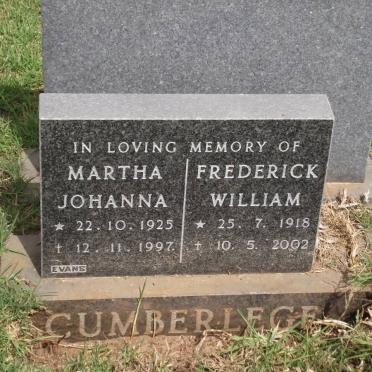 IN LOVING MEMORY OF
MARTHA
JOHANNA
★ 22.10.1925
† 12.11.1997
FREDERICK
WILLIAM
★ 25.7.1918
† 10.5.2002
EVANS
CUMBERLEGE